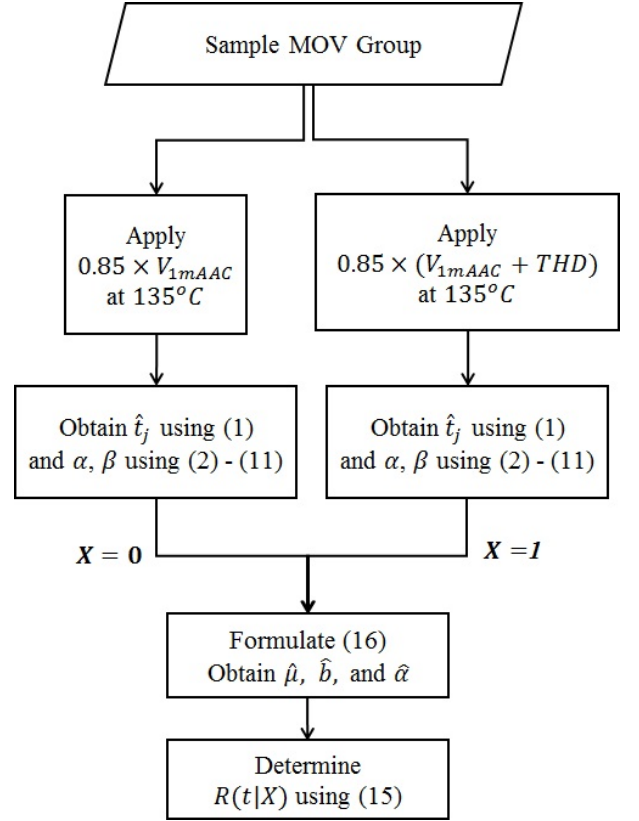 Sample MOV Group
Apply
0.85 × V₁ₘAAC
at 135°C
Apply
0.85 × (V₁ₘAAC + THD)
at 135°C
Obtain t̂ⱼ using (1)
and α, β using (2) - (11)
Obtain t̂ⱼ using (1)
and α, β using (2) - (11)
X = 0
X =1
Formulate (16)
Obtain μ̂, b̂, and α̂
Determine
R(t|X) using (15)